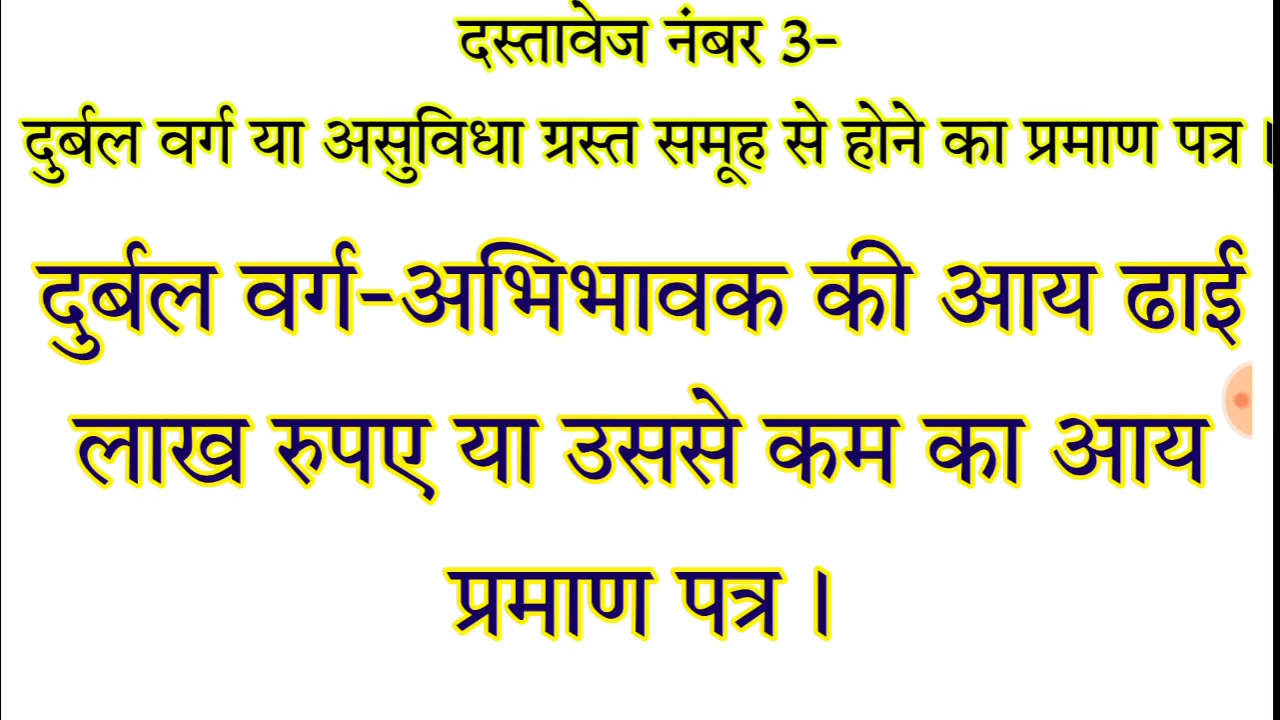 दस्तावेज नंबर 3-
दुर्बल वर्ग या असुविधा ग्रस्त समूह से होने का प्रमाण पत्र ।
दुर्बल वर्ग-अभिभावक की आय ढाई
लाख रुपए या उससे कम का आय
प्रमाण पत्र ।